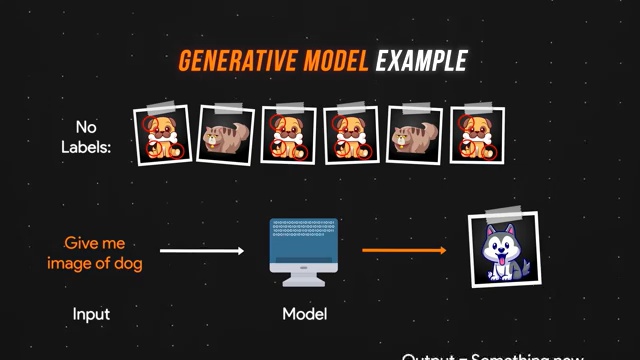 GENERATIVE MODEL EXAMPLE
No
Labels:
Give me
image of dog
Input
Model
Output = Something new